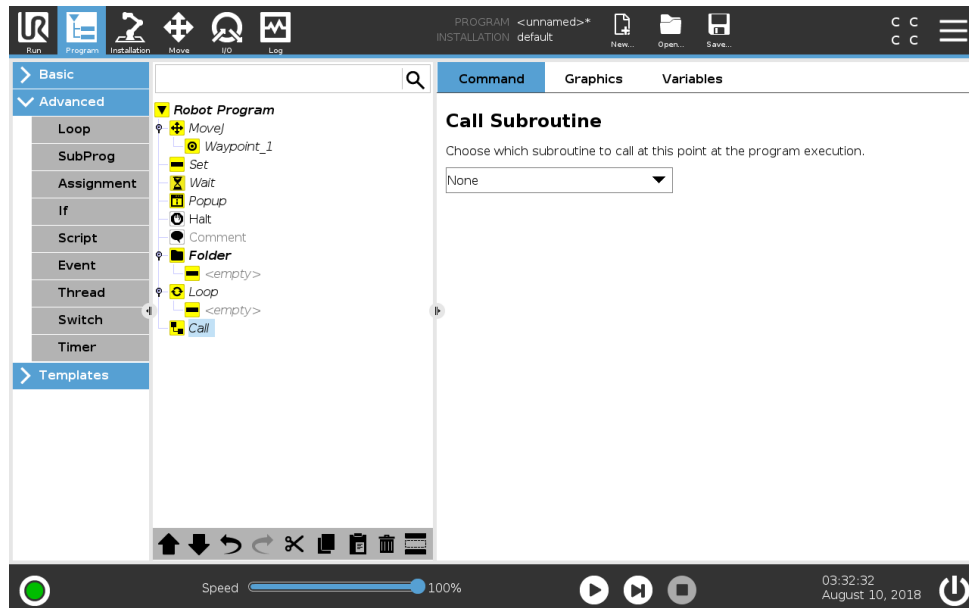 PROGRAM <unnamed>*
INSTALLATION default
C C
C C
UR
Run
Program
Installation
Move
I/O
Log
New...
Open...
Save...
Basic
Advanced
Loop
SubProg
Assignment
If
Script
Event
Thread
Switch
Timer
Templates
Robot Program
MoveJ
Waypoint_1
Set
Wait
Popup
Halt
Comment
Folder
<empty>
Loop
<empty>
Call
Command Graphics Variables
Call Subroutine
Choose which subroutine to call at this point at the program execution.
None
Speed 100%
03:32:32
August 10, 2018